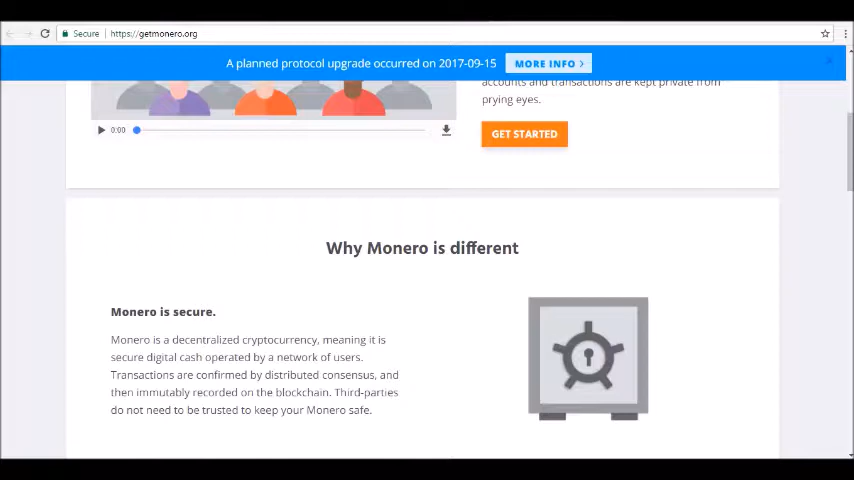 Secure https://getmonero.org
A planned protocol upgrade occurred on 2017-09-15 MORE INFO
accounts and transactions are kept private from
prying eyes.
0:00
GET STARTED
Why Monero is different
Monero is secure.
Monero is a decentralized cryptocurrency, meaning it is
secure digital cash operated by a network of users.
Transactions are confirmed by distributed consensus, and
then immutably recorded on the blockchain. Third-parties
do not need to be trusted to keep your Monero safe.